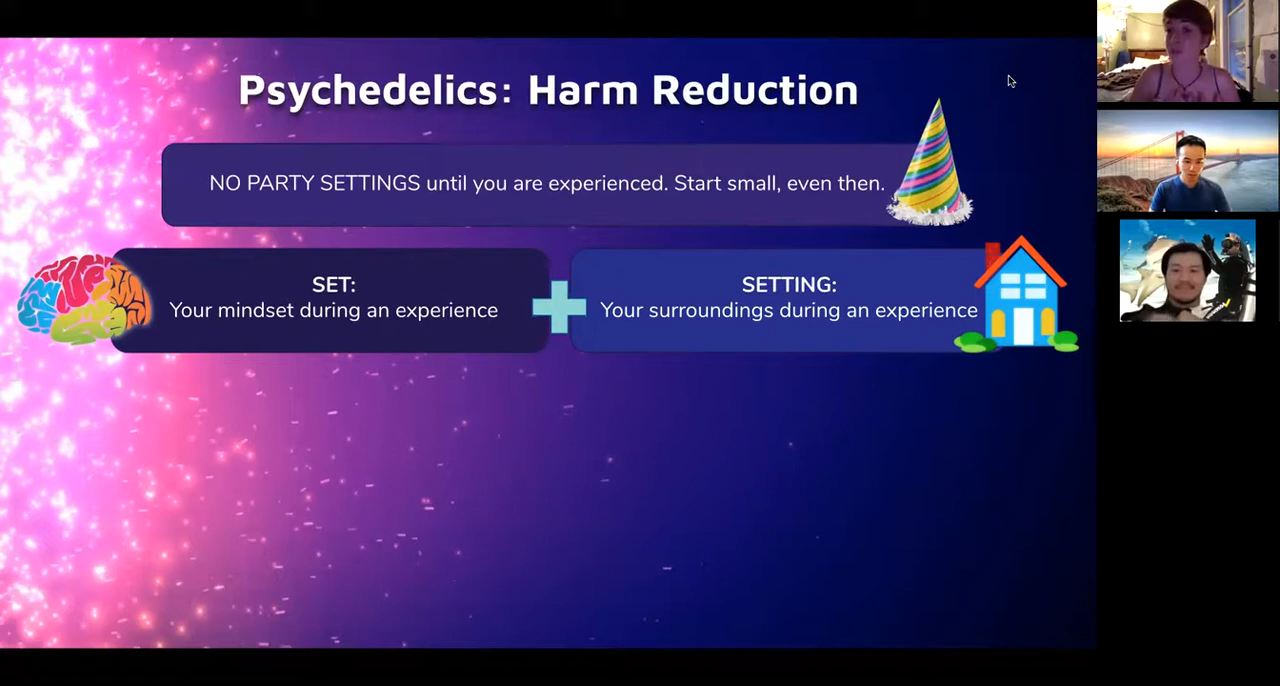 Psychedelics: Harm Reduction
NO PARTY SETTINGS until you are experienced. Start small, even then.
SET:
Your mindset during an experience
SETTING:
Your surroundings during an experience